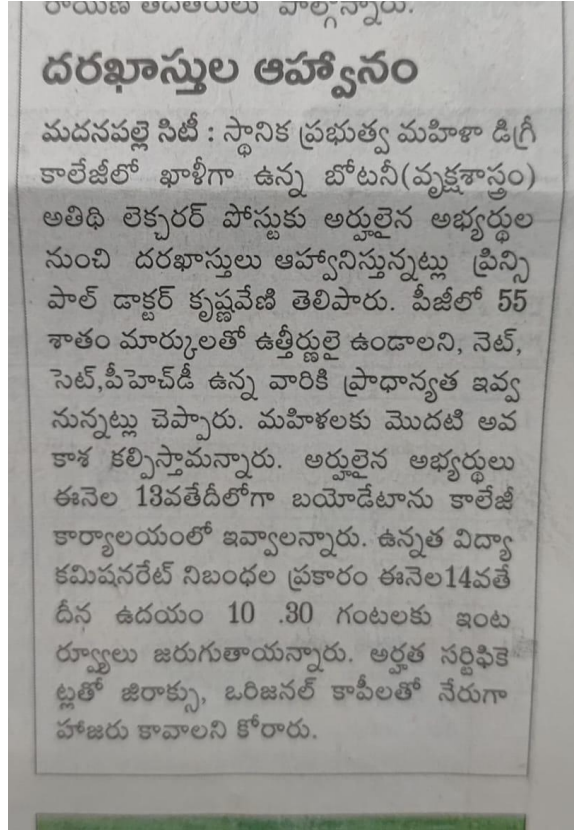 రాయణ తదితరులు పాల్గొన్నారు.
దరఖాస్తుల ఆహ్వానం
మదనపల్లె సిటీ : స్థానిక ప్రభుత్వ మహిళా డిగ్రీ
కాలేజీలో ఖాళీగా ఉన్న బోటనీ(వృక్షశాస్త్రం)
అతిథి లెక్చరర్ పోస్టుకు అర్హులైన అభ్యర్థుల
నుంచి దరఖాస్తులు ఆహ్వానిస్తున్నట్లు ప్రిన్సి
పాల్ డాక్టర్ కృష్ణవేణి తెలిపారు. పీజీలో 55
శాతం మార్కులతో ఉత్తీర్ణులై ఉండాలని, నెట్,
సెట్,పీహెచ్‌డీ ఉన్న వారికి ప్రాధాన్యత ఇవ్వ
నున్నట్లు చెప్పారు. మహిళలకు మొదటి అవ
కాశ కల్పిస్తామన్నారు. అర్హులైన అభ్యర్థులు
ఈనెల 13వతేదీలోగా బయోడేటాను కాలేజీ
కార్యాలయంలో ఇవ్వాలన్నారు. ఉన్నత విద్యా
కమిషనరేట్ నిబంధల ప్రకారం ఈనెల14వతే
దీన ఉదయం 10 .30 గంటలకు ఇంట
ర్వ్యూలు జరుగుతాయన్నారు. అర్హత సర్టిఫికె
ట్లతో జిరాక్సు, ఒరిజనల్ కాపీలతో నేరుగా
హాజరు కావాలని కోరారు.